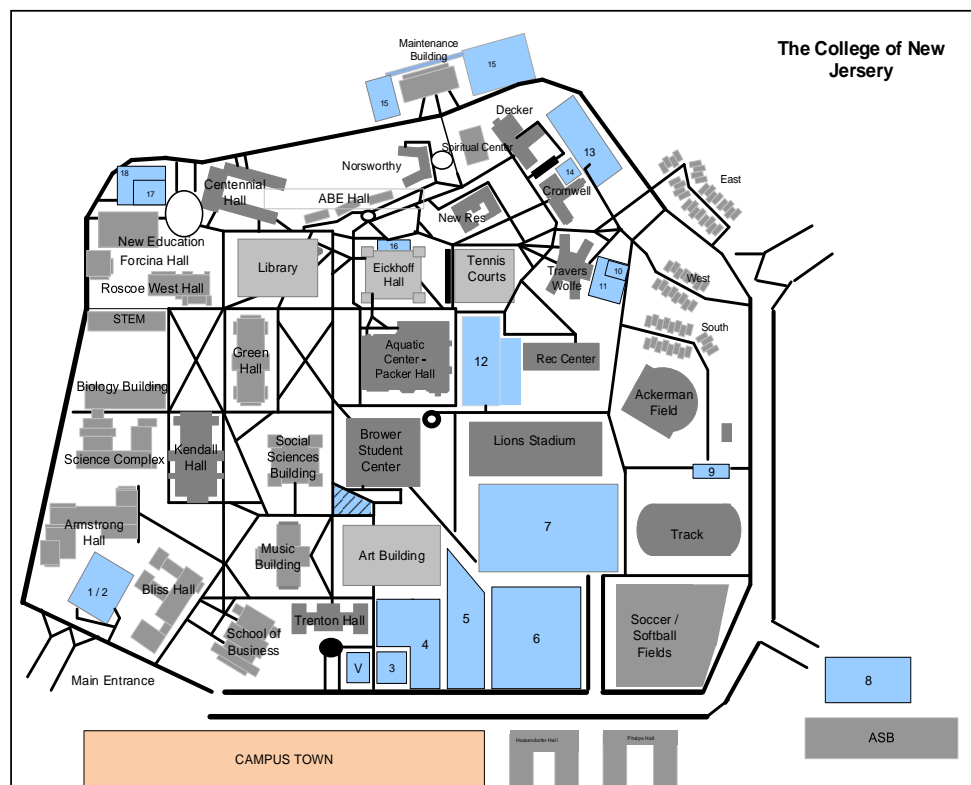 The College of New
Jersery
Maintenance
Building
15
15
Decker
Spiritual Center
13
Norsworthy
14
18
17
Centennial
Hall
ABE Hall
Cromwell
East
New Res
New Education
Forcina Hall
Roscoe West Hall
Library
16
Eickhoff
Hall
Tennis
Courts
Travers
Wolfe
10
11
West
STEM
South
Green
Hall
Aquatic
Center -
Packer Hall
12
Rec Center
Biology Building
Ackerman
Field
Science Complex
Kendall
Hall
Social
Sciences
Building
Brower
Student
Center
Lions Stadium
9
Armstrong
Hall
Music
Building
Art Building
7
Track
1 / 2
Bliss Hall
School of
Business
Trenton Hall
V
3
4
5
6
Soccer /
Softball
Fields
Main Entrance
8
ASB
CAMPUS TOWN
Phelps Hall